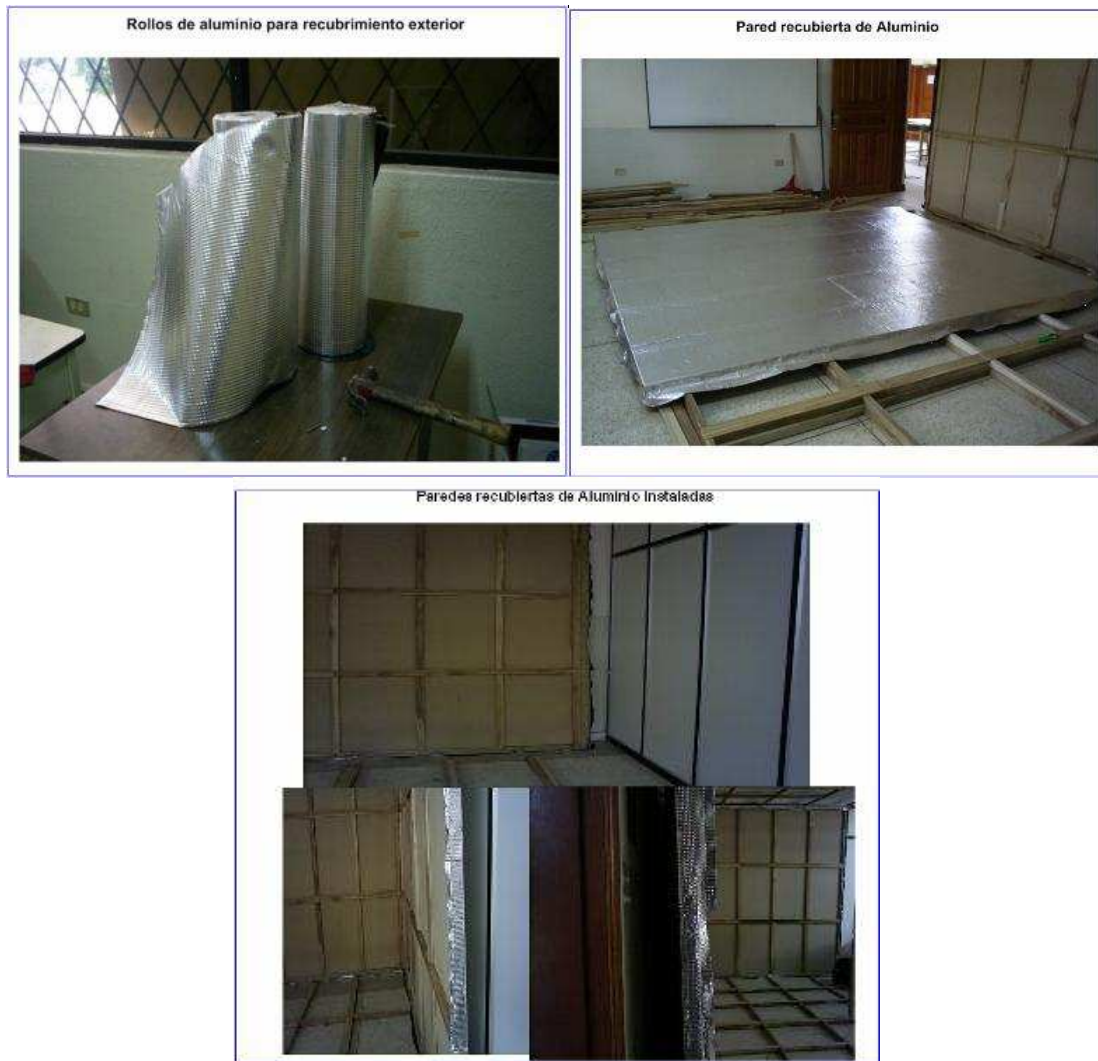 Rollos de aluminio para recubrimiento exterior
Pared recubierta de Aluminio
Paredes recubiertas de Aluminio Instaladas